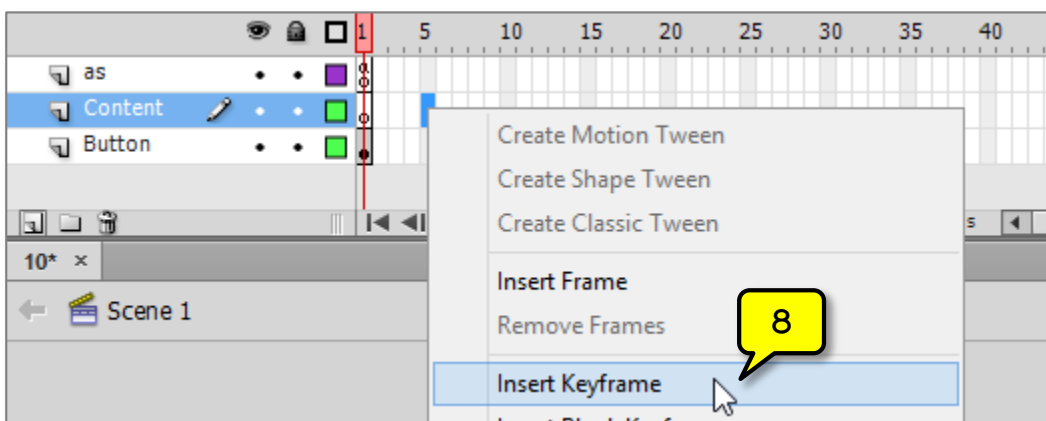 1 5 10 15 20 25 30 35 40
as
Content
Button
Create Motion Tween
Create Shape Tween
Create Classic Tween
s
10* ×
Insert Frame
Scene 1
Remove Frames
8
Insert Keyframe